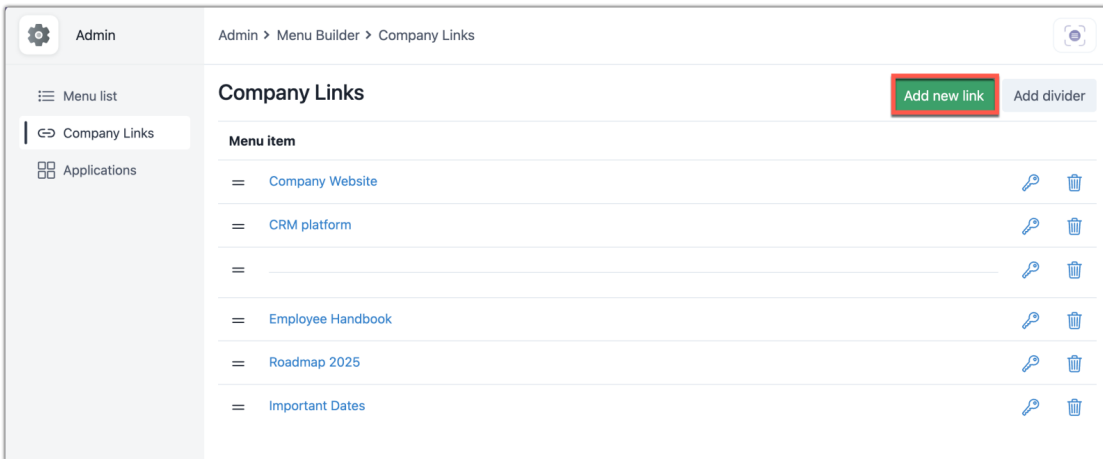 Admin
Admin > Menu Builder > Company Links
Menu list
Company Links
Applications
Company Links
Add new link
Add divider
Menu item
Company Website
CRM platform
Employee Handbook
Roadmap 2025
Important Dates